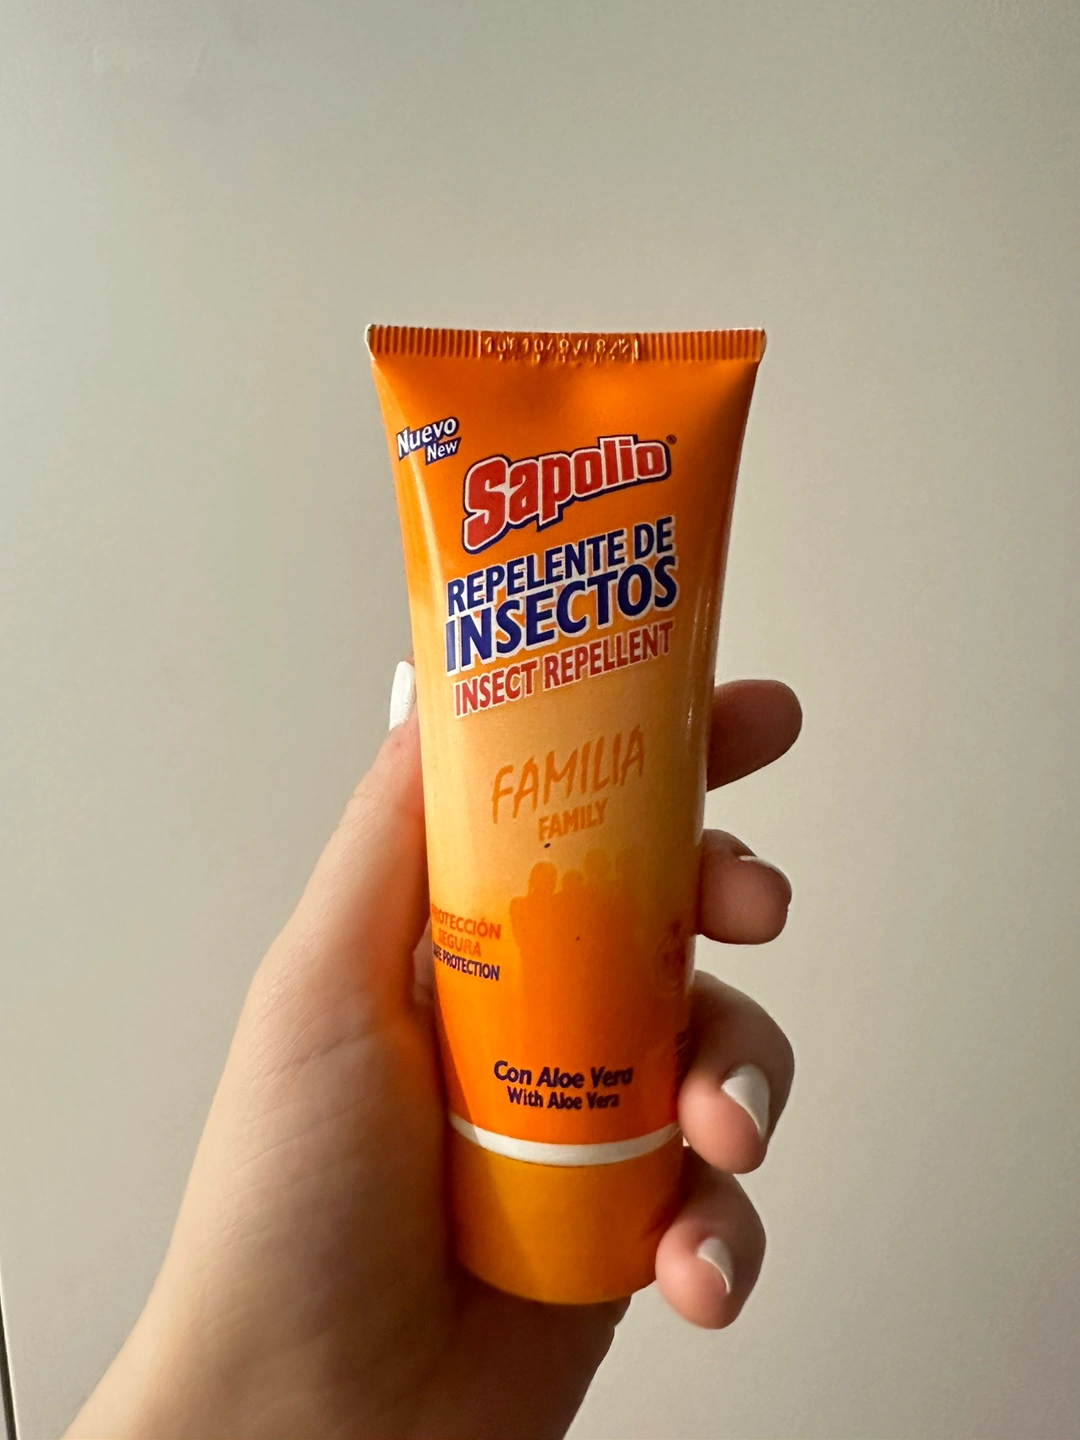 Nuevo
New
Sapolio®
REPELENTE DE
INSECTOS
INSECT REPELLENT
FAMILIA
FAMILY
PROTECCIÓN
SEGURA
PROTECTION
Con Aloe Vera
With Aloe Vera